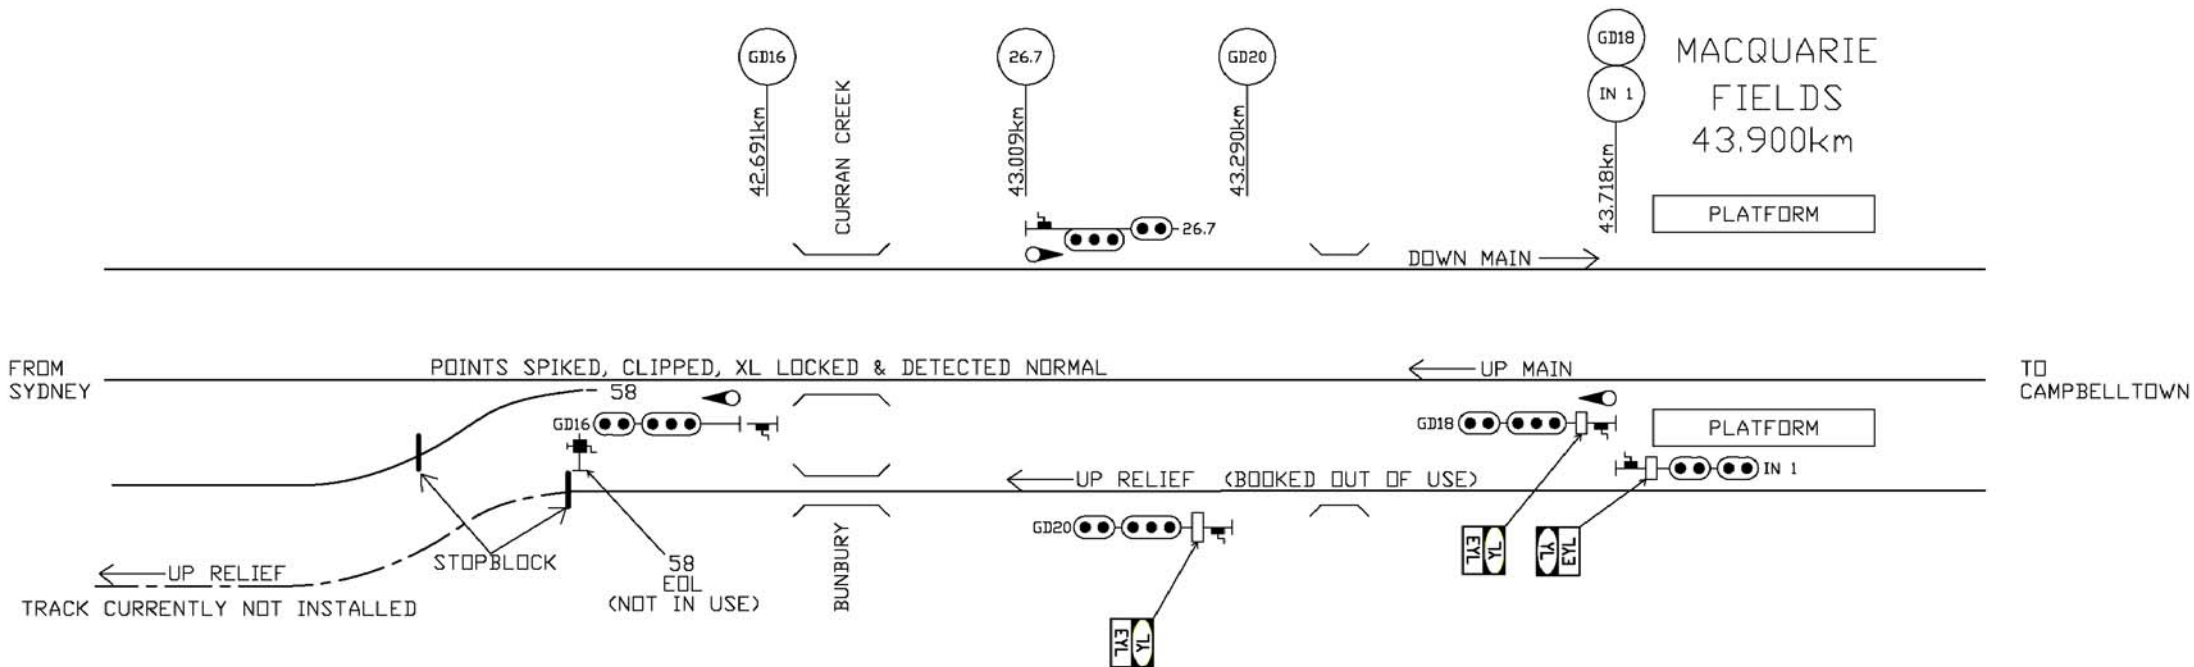 GD16
26.7
GD20
GD18
IN 1
MACQUARIE
FIELDS
43.900km
42.691km
CURRAN CREEK
43.009km
43.290km
43.718km
PLATFORM
26.7
DOWN MAIN
FROM
SYDNEY
POINTS SPIKED, CLIPPED, XL LOCKED & DETECTED NORMAL
UP MAIN
TO
CAMPBELLTOWN
58
GD16
GD18
PLATFORM
IN 1
UP RELIEF (BOOKED OUT OF USE)
GD20
STOPBLOCK
58
EOL
(NOT IN USE)
BUNBURY
UP RELIEF
TRACK CURRENTLY NOT INSTALLED
EYL
YL
YL
EYL
EYL
YL